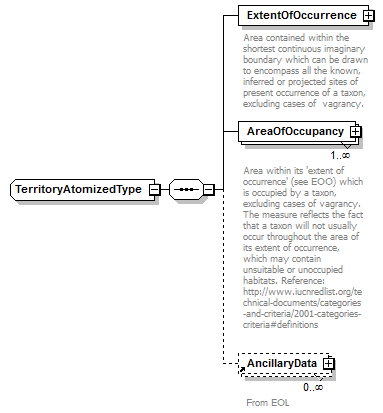 ExtentOfOccurrence
Area contained within the
shortest continuous imaginary
boundary which can be drawn
to encompass all the known,
inferred or projected sites of
present occurrence of a taxon,
excluding cases of vagrancy.
AreaOfOccupancy
1..∞
Area within its 'extent of
occurrence' (see EOO) which
is occupied by a taxon,
excluding cases of vagrancy.
The measure reflects the fact
that a taxon will not usually
occur throughout the area of
its extent of occurrence,
which may contain
unsuitable or unoccupied
habitats. Reference:
http://www.iucnredlist.org/te
chnical-documents/categories
-and-criteria/2001-categories-
criteria#definitions
TerritoryAtomizedType
AncillaryData
0..∞
From EOL